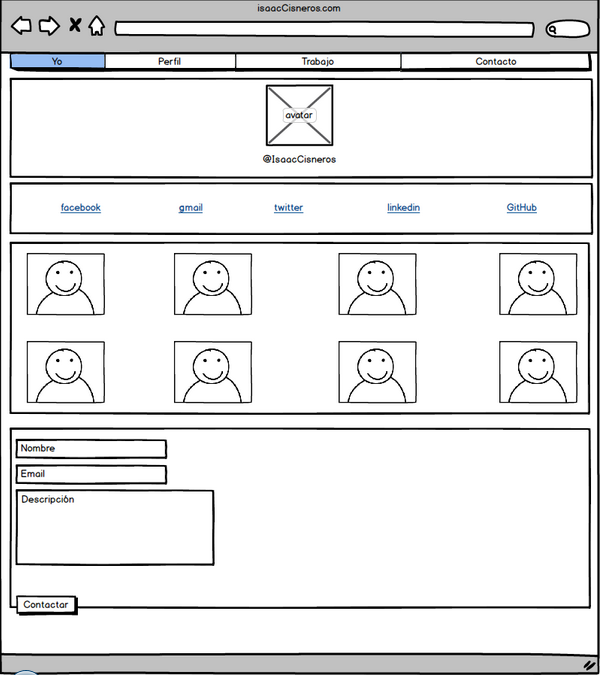 isaacCisneros.com
Yo Perfil Trabajo Contacto
avatar
@IsaacCisneros
facebook gmail twitter linkedin GitHub
Nombre
Email
Descripción
Contactar